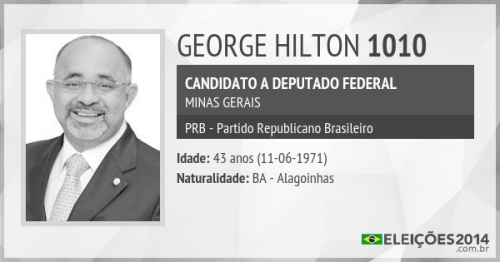 GEORGE HILTON 1010
CANDIDATO A DEPUTADO FEDERAL
MINAS GERAIS
PRB - Partido Republicano Brasileiro
Idade: 43 anos (11-06-1971)
Naturalidade: BA - Alagoinhas
ELEIÇÕES2014
.com.br